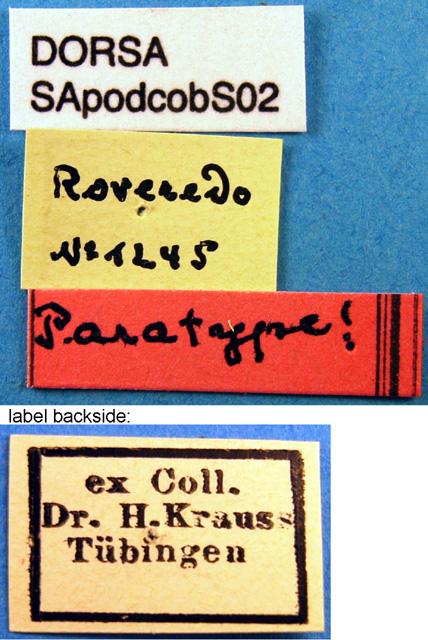 DORSA
SApodcobS02
Roveredo
No 1245
Paratype!
label backside:
ex Coll.
Dr. H. Krauss
Tübingen